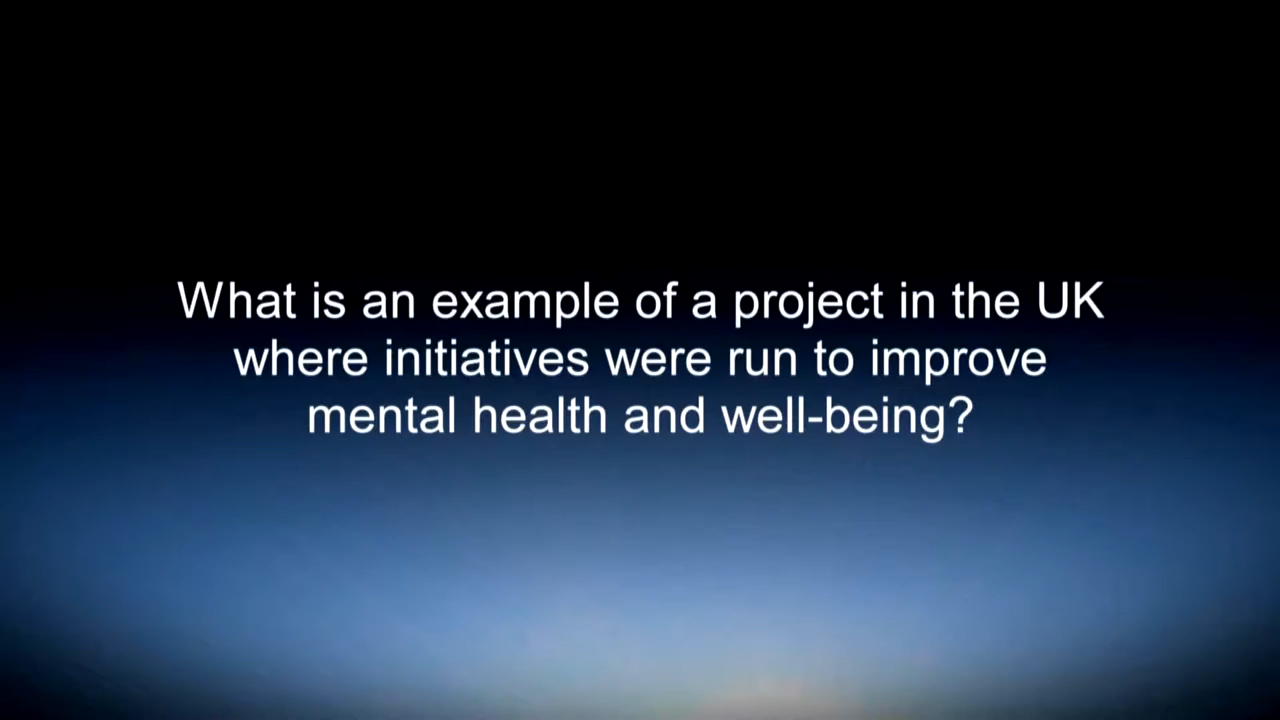 What is an example of a project in the UK
where initiatives were run to improve
mental health and well-being?